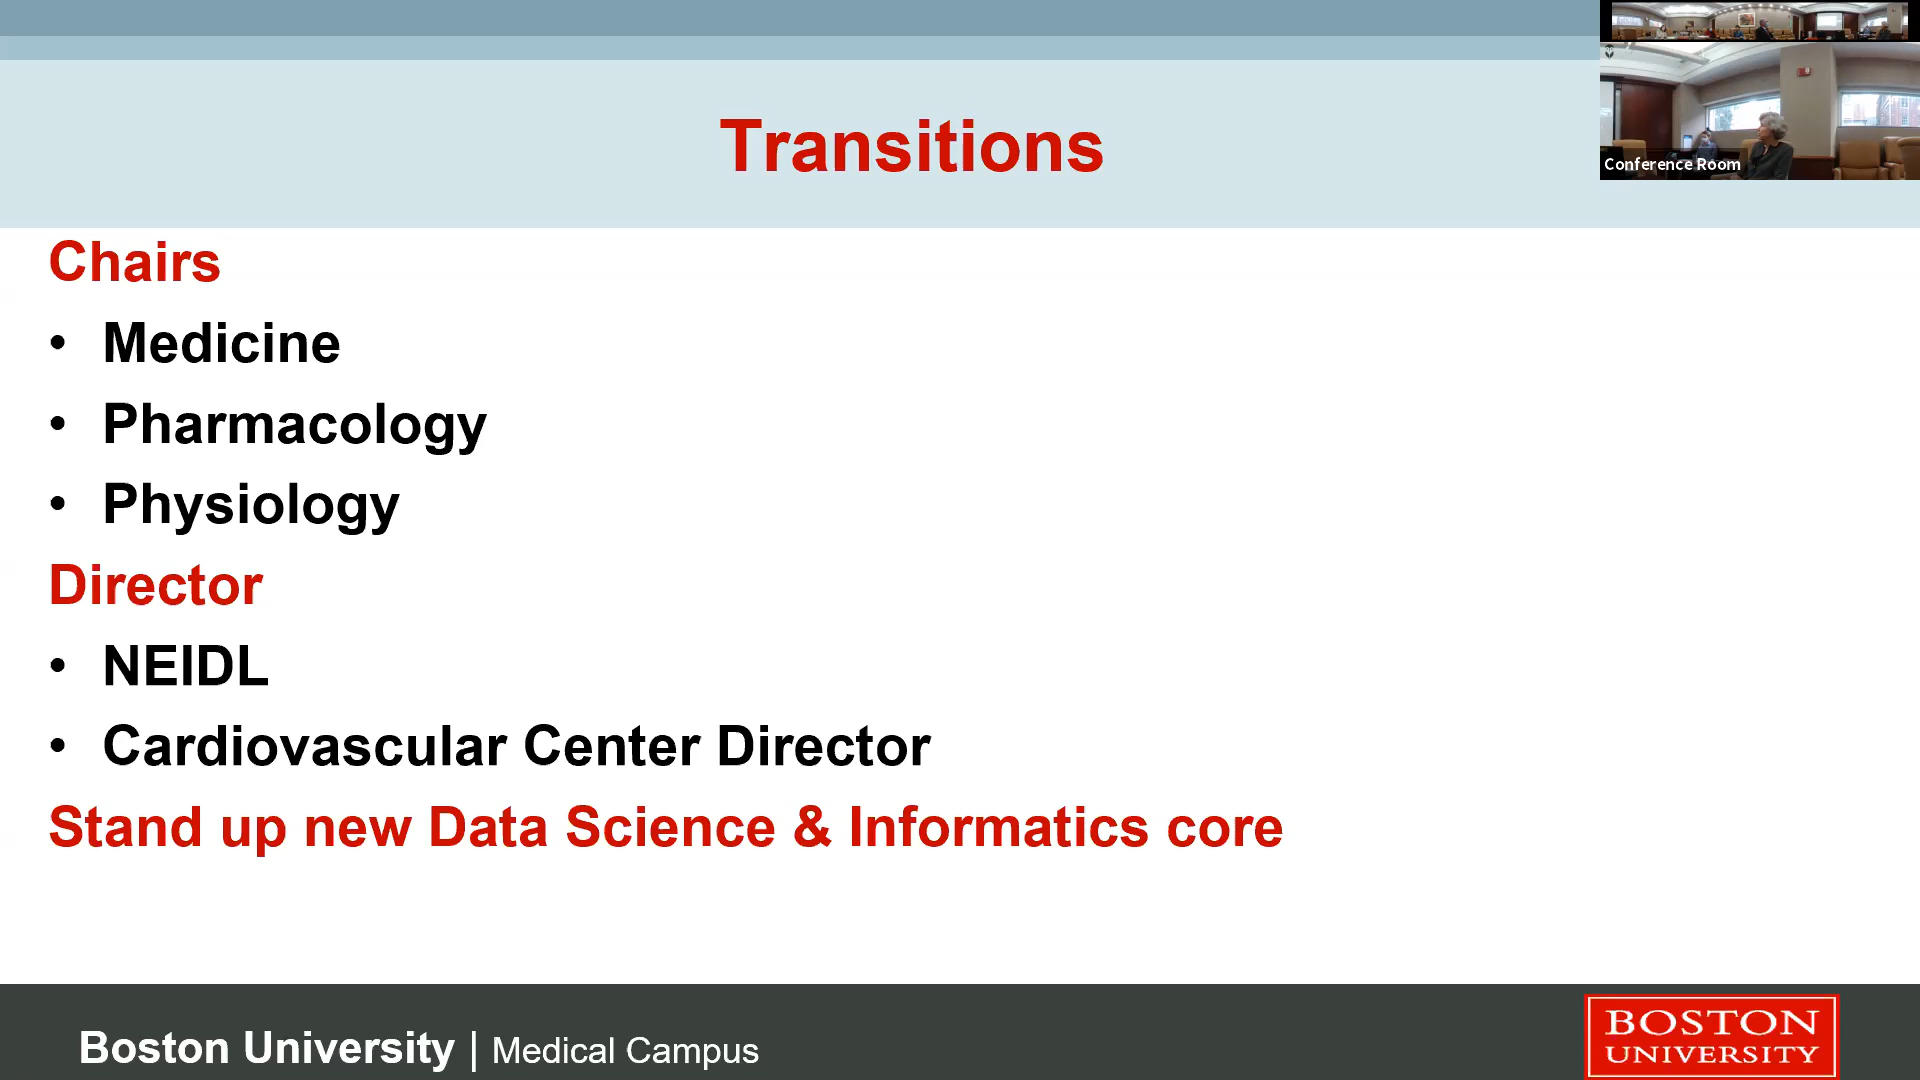 Transitions
Conference Room
Chairs
• Medicine
• Pharmacology
• Physiology
Director
• NEIDL
• Cardiovascular Center Director
Stand up new Data Science & Informatics core
Boston University | Medical Campus
BOSTON
UNIVERSITY